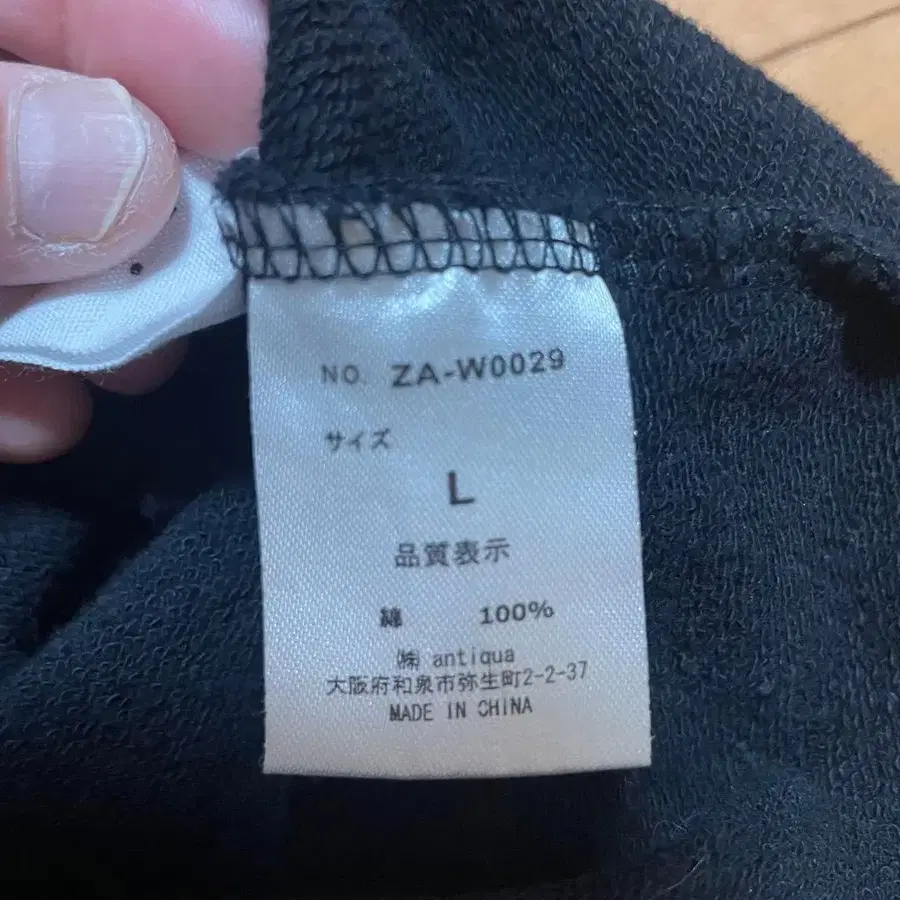 NO. ZA-W0029
サイズ
L
品質表示
綿 100%
㈱ antiqua
大阪府和泉市弥生町2-2-37
MADE IN CHINA